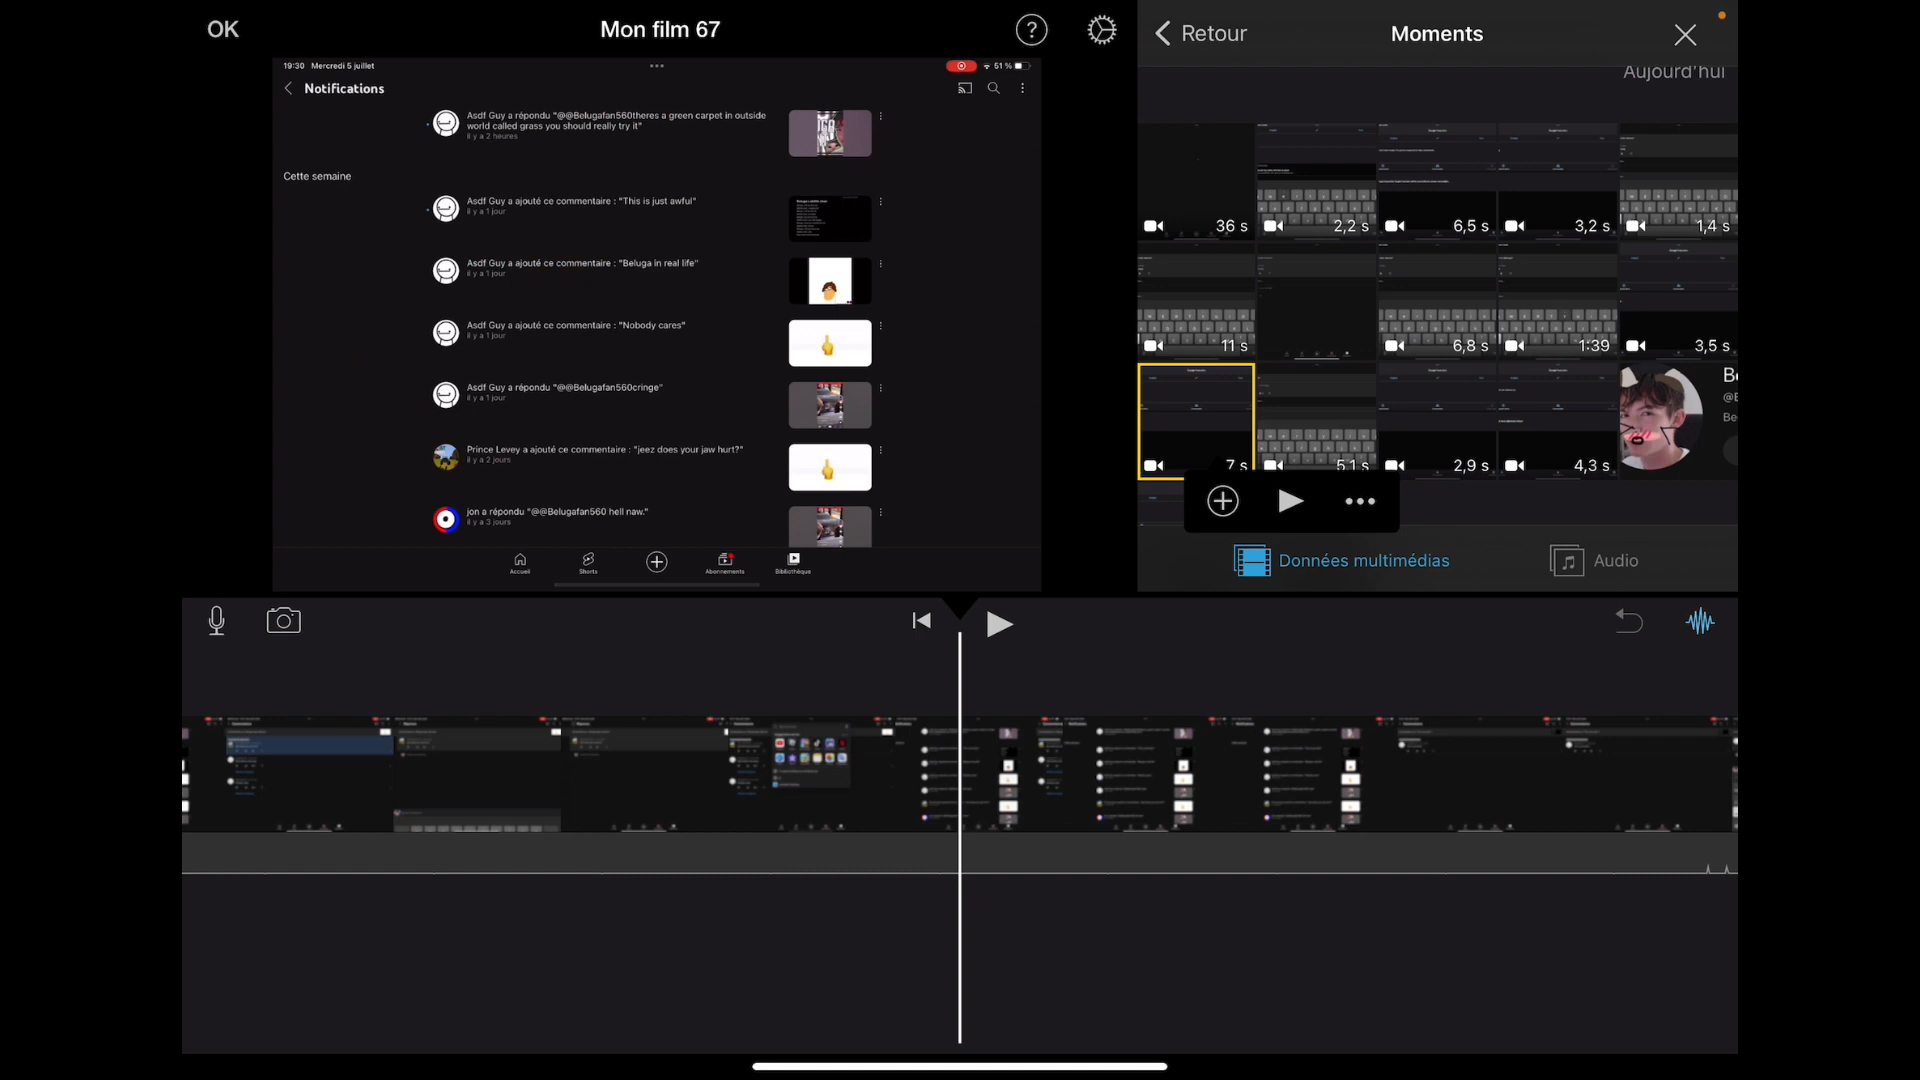 OK
Mon film 67
?
Retour
Moments
Aujourd'hui
19:30 Mercredi 5 juillet
51 %
Notifications
Asdf Guy a répondu "@@Belugafan560theres a green carpet in outside
world called grass you should really try it"
il y a 2 heures
Cette semaine
Asdf Guy a ajouté ce commentaire : "This is just awful"
il y a 1 jour
Asdf Guy a ajouté ce commentaire : "Beluga in real life"
il y a 1 jour
Asdf Guy a ajouté ce commentaire : "Nobody cares"
il y a 1 jour
Asdf Guy a répondu "@@Belugafan560cringe"
il y a 1 jour
Prince Levey a ajouté ce commentaire : "jeez does your jaw hurt?"
il y a 2 jours
jon a répondu "@@Belugafan560 hell naw."
il y a 3 jours
Accueil
Shorts
Abonnements
Bibliothèque
36 s
2,2 s
6,5 s
3,2 s
1,4 s
11 s
6,8 s
1:39
3,5 s
7 s
5,1 s
2,9 s
4,3 s
Données multimédias
Audio